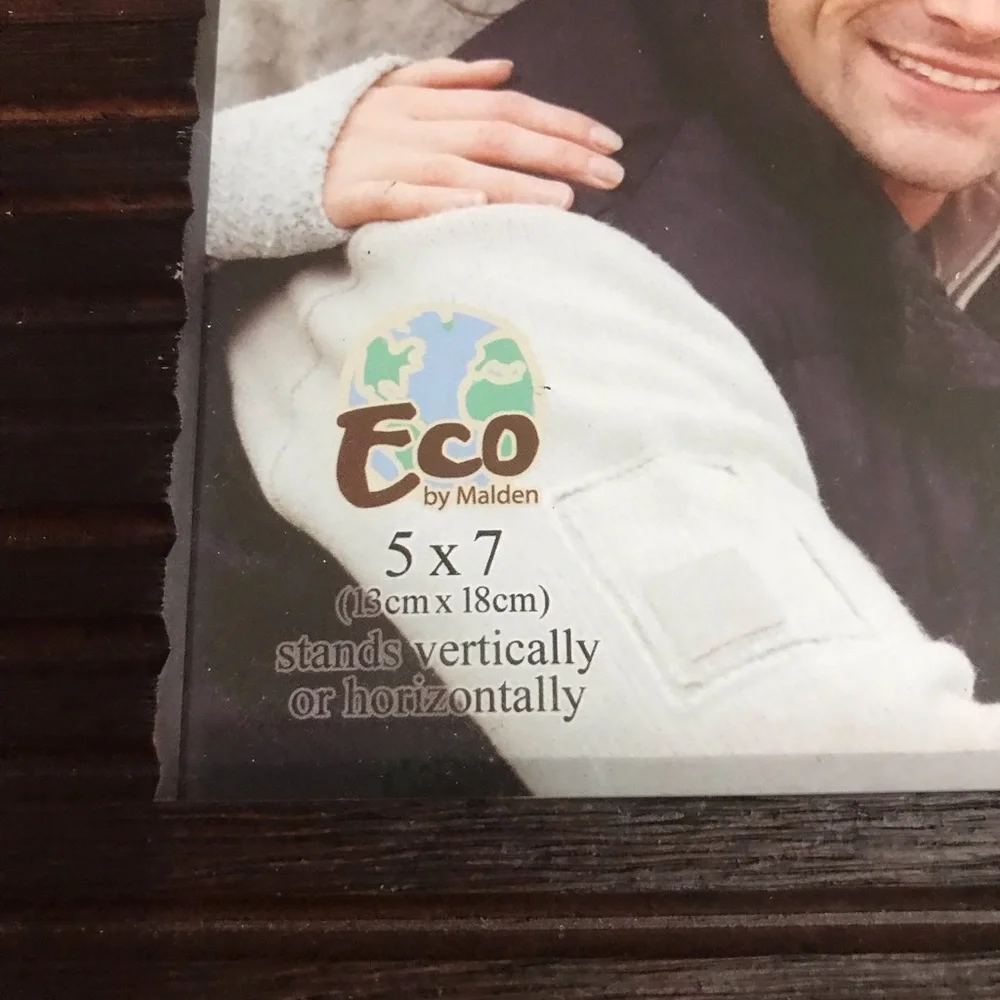 Eco
by Malden
5 x 7
(13cm x 18cm)
stands vertically
or horizontally